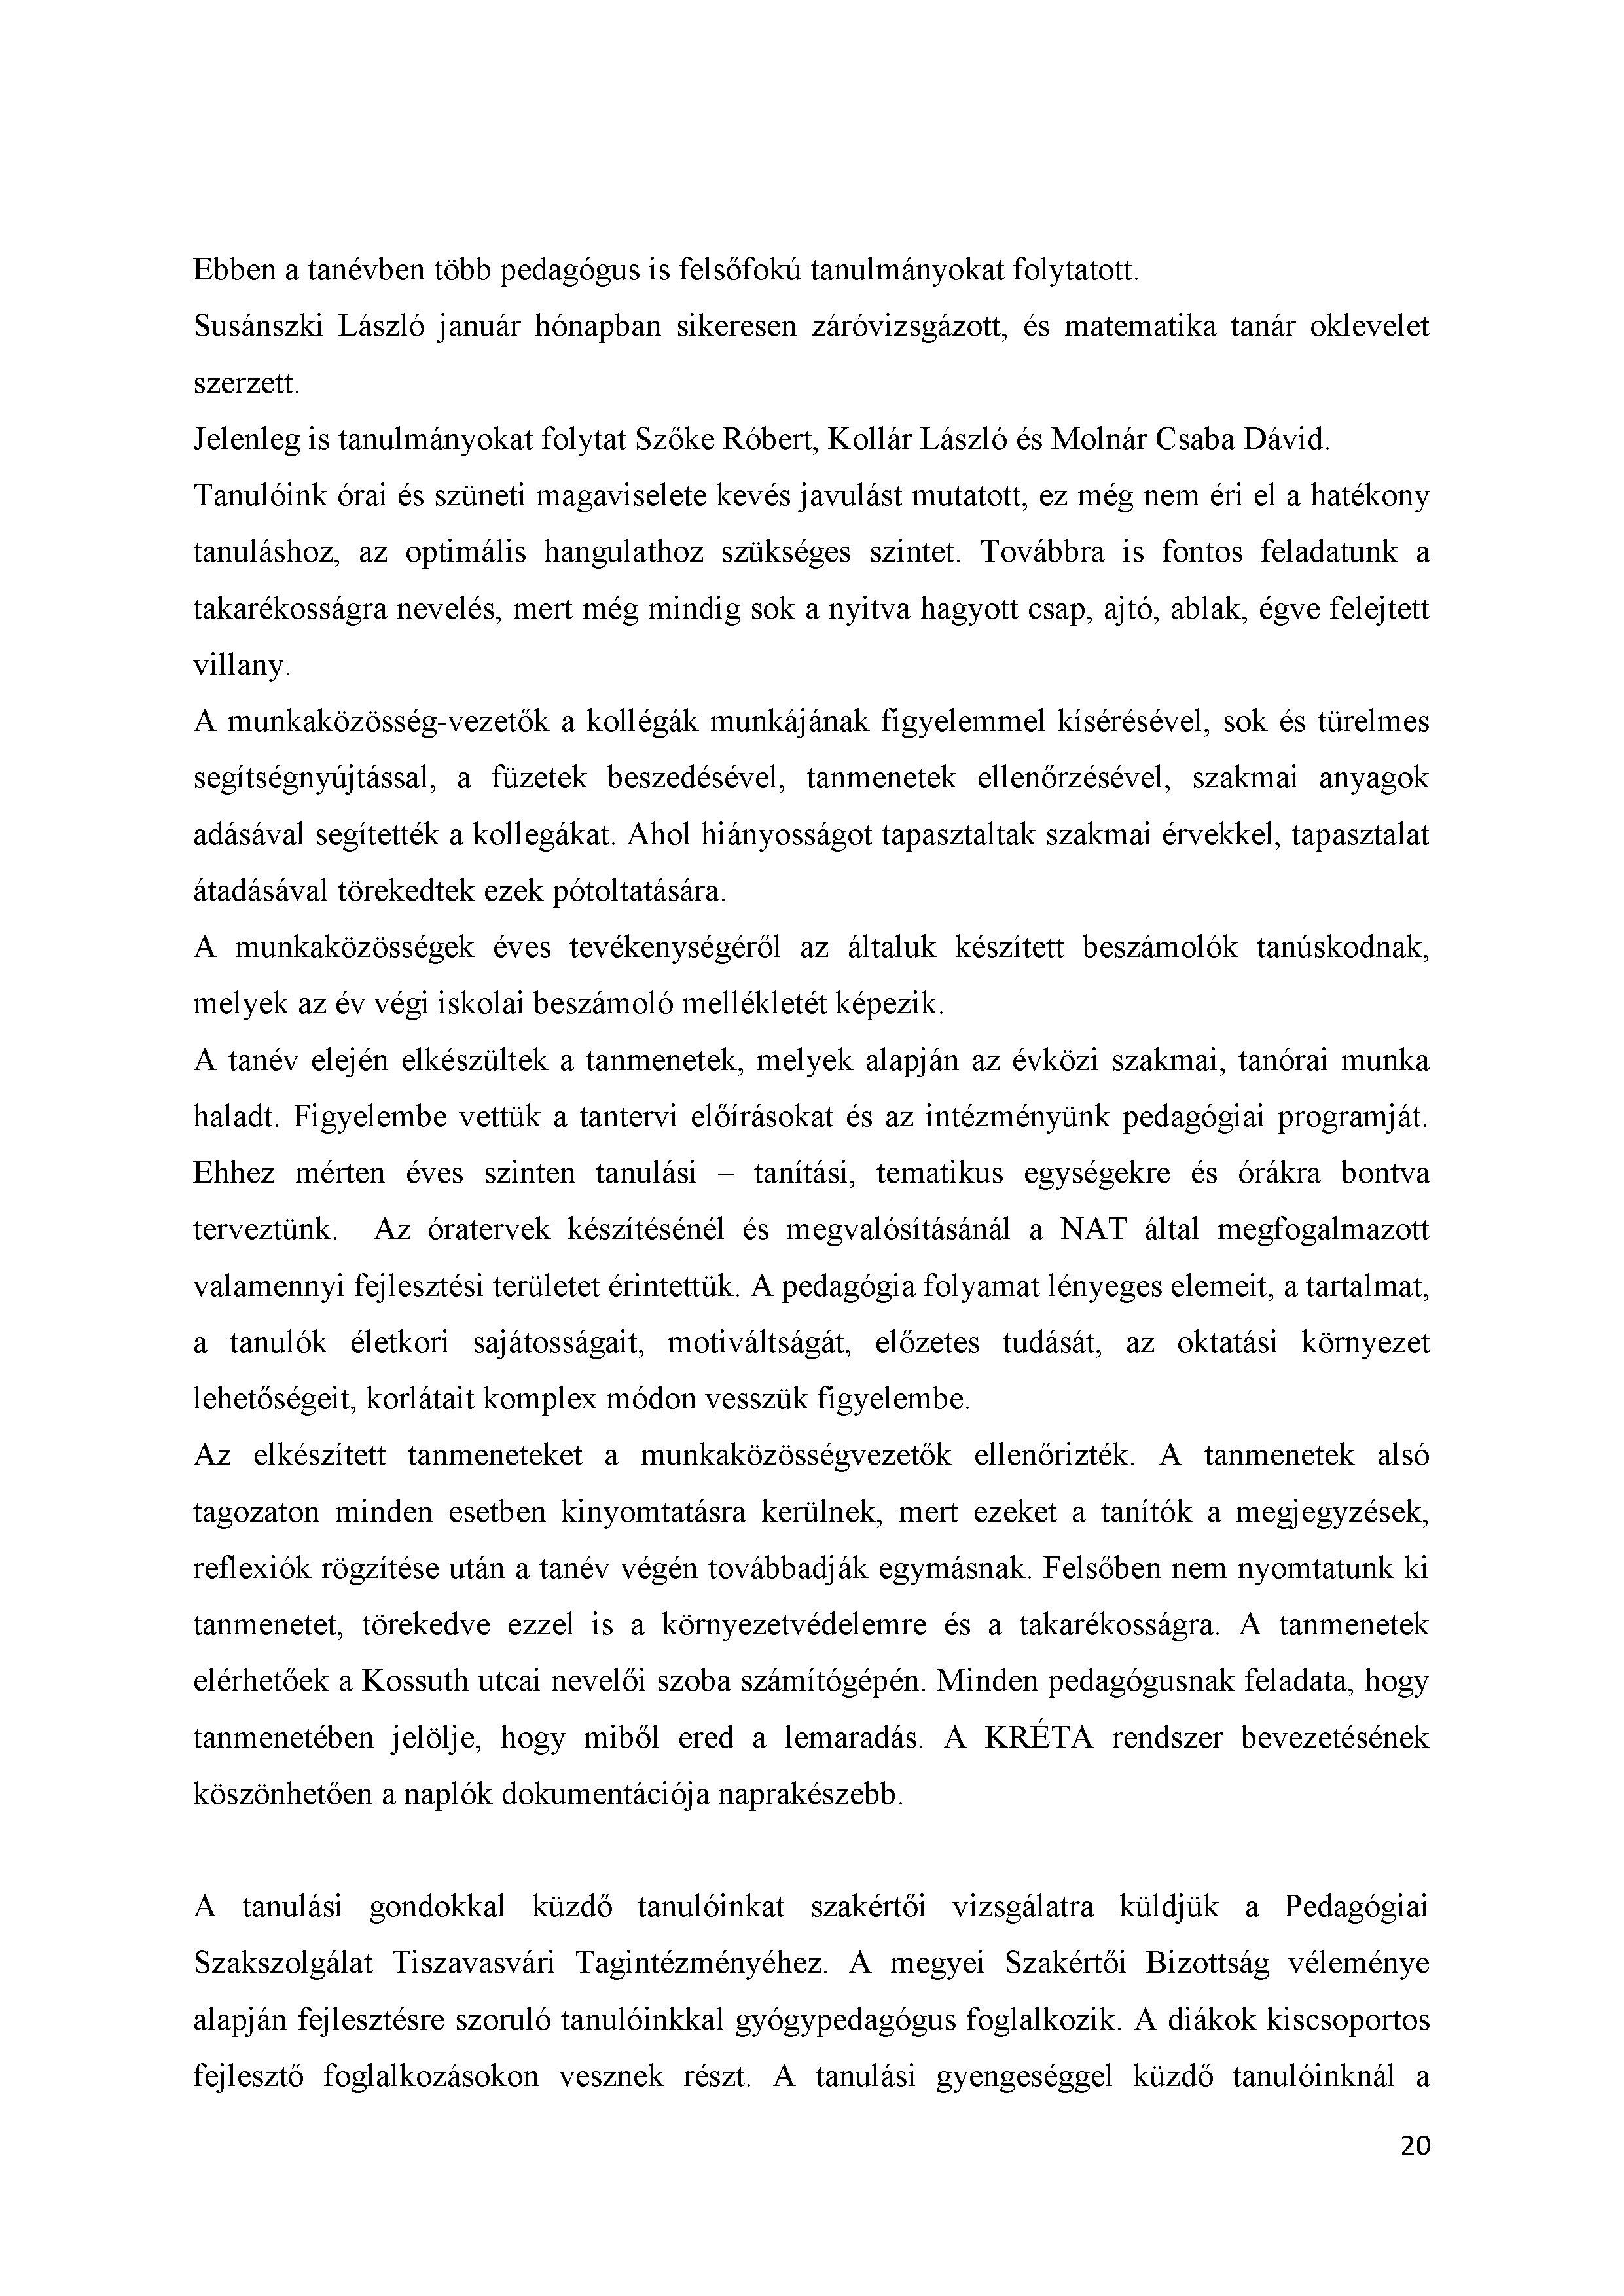 Ebben a tanévben több pedagógus is felsőfokú tanulmányokat folytatott.
Susánszki László január hónapban sikeresen záróvizsgázott, és matematika tanár oklevelet
szerzett.
Jelenleg is tanulmányokat folytat Szőke Róbert, Kollár László és Molnár Csaba Dávid.
Tanulóink órai és szüneti magaviselete kevés javulást mutatott, ez még nem éri el a hatékony
tanuláshoz, az optimális hangulathoz szükséges szintet. Továbbra is fontos feladatunk a
takarékosságra nevelés, mert még mindig sok a nyitva hagyott csap, ajtó, ablak, égve felejtett
villany.
A munkaközösség-vezetők a kollégák munkájának figyelemmel kísérésével, sok és türelmes
segítségnyújtással, a füzetek beszedésével, tanmenetek ellenőrzésével, szakmai anyagok
adásával segítették a kollegákat. Ahol hiányosságot tapasztaltak szakmai érvekkel, tapasztalat
átadásával törekedtek ezek pótoltatására.
A munkaközösségek éves tevékenységéről az általuk készített beszámolók tanúskodnak,
melyek az év végi iskolai beszámoló mellékletét képezik.
A tanév elején elkészültek a tanmenetek, melyek alapján az évközi szakmai, tanórai munka
haladt. Figyelembe vettük a tantervi előírásokat és az intézményünk pedagógiai programját.
Ehhez mérten éves szinten tanulási – tanítási, tematikus egységekre és órákra bontva
terveztünk. Az óratervek készítésénél és megvalósításánál a NAT által megfogalmazott
valamennyi fejlesztési területet érintettük. A pedagógia folyamat lényeges elemeit, a tartalmat,
a tanulók életkori sajátosságait, motiváltságát, előzetes tudását, az oktatási környezet
lehetőségeit, korlátait komplex módon vesszük figyelembe.
Az elkészített tanmeneteket a munkaközösségvezetők ellenőrizték. A tanmenetek alsó
tagozaton minden esetben kinyomtatásra kerülnek, mert ezeket a tanítók a megjegyzések,
reflexiók rögzítése után a tanév végén továbbadják egymásnak. Felsőben nem nyomtatunk ki
tanmenetet, törekedve ezzel is a környezetvédelemre és a takarékosságra. A tanmenetek
elérhetőek a Kossuth utcai nevelői szoba számítógépén. Minden pedagógusnak feladata, hogy
tanmenetében jelölje, hogy miből ered a lemaradás. A KRÉTA rendszer bevezetésének
köszönhetően a naplók dokumentációja naprakészebb.
A tanulási gondokkal küzdő tanulóinkat szakértői vizsgálatra küldjük a Pedagógiai
Szakszolgálat Tiszavasvári Tagintézményéhez. A megyei Szakértői Bizottság véleménye
alapján fejlesztésre szoruló tanulóinkkal gyógypedagógus foglalkozik. A diákok kiscsoportos
fejlesztő foglalkozásokon vesznek részt. A tanulási gyengeséggel küzdő tanulóinknál a
20